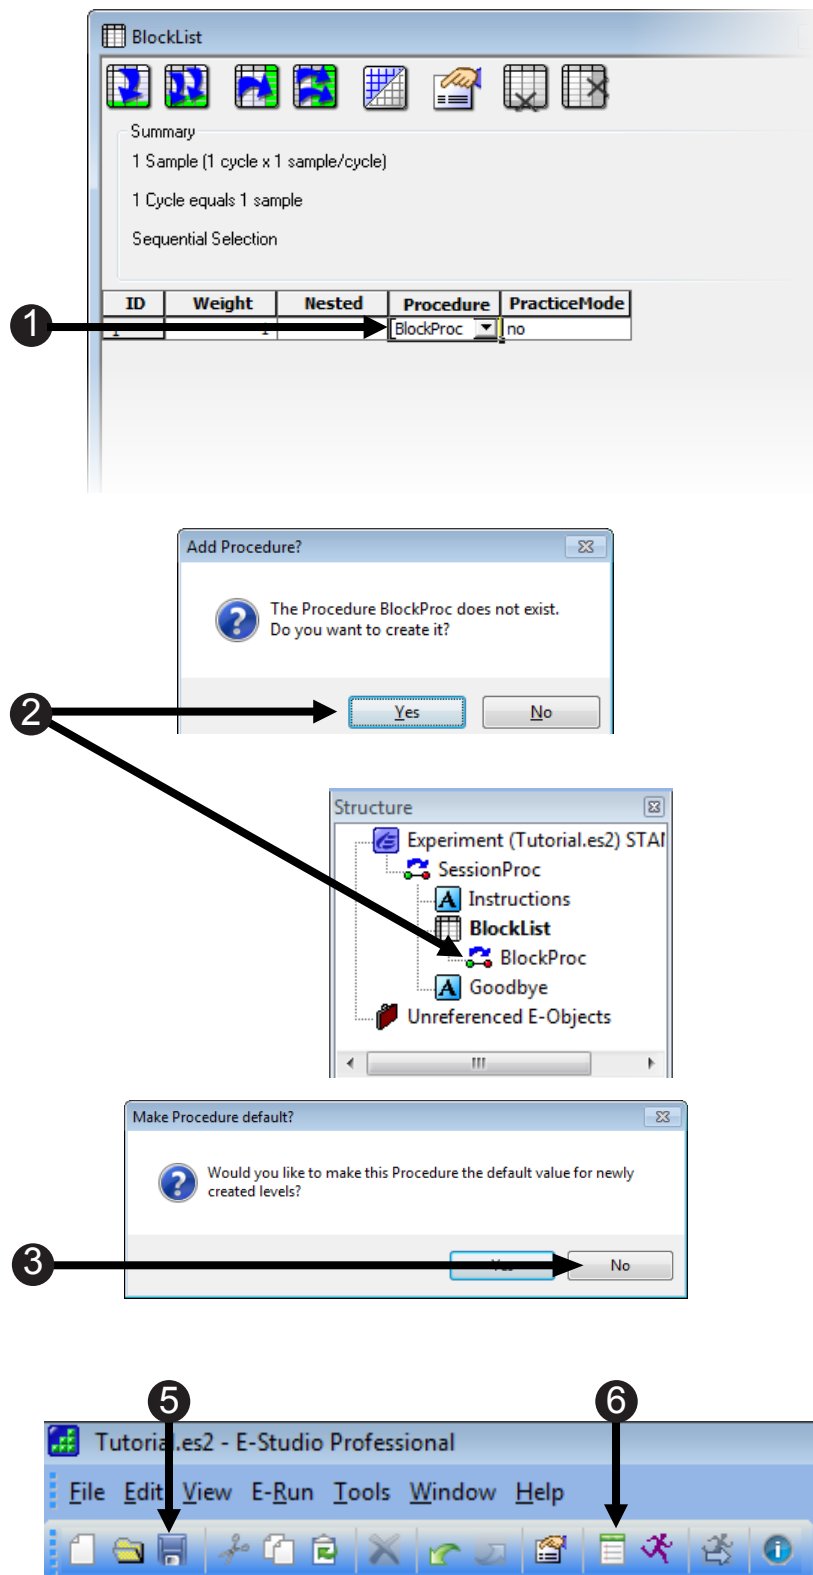 BlockList
Summary
1 Sample (1 cycle x 1 sample/cycle)
1 Cycle equals 1 sample
Sequential Selection
ID Weight Nested Procedure PracticeMode
1
BlockProc no
Add Procedure?
The Procedure BlockProc does not exist.
Do you want to create it?
2
Yes No
Structure
Experiment (Tutorial.es2) STA
SessionProc
Instructions
BlockList
BlockProc
Goodbye
Unreferenced E-Objects
Make Procedure default?
Would you like to make this Procedure the default value for newly
created levels?
3
No
5 6
Tutorial.es2 - E-Studio Professional
File Edit View E-Run Tools Window Help